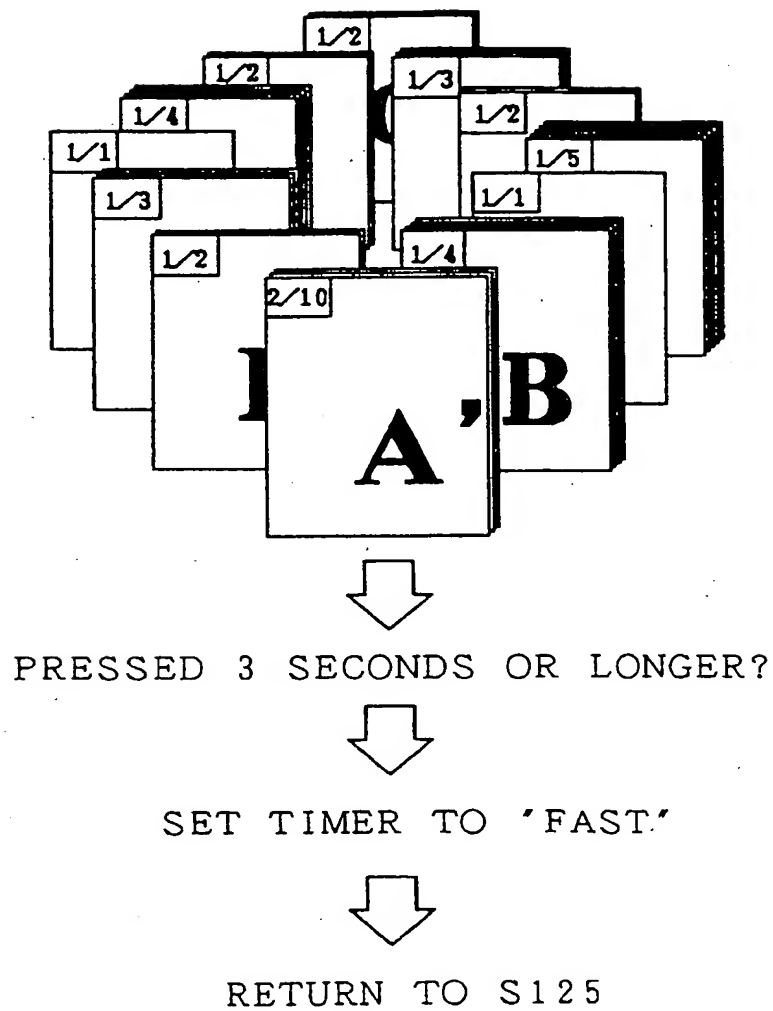 1/2
1/2 1/3
1/4 1/2
1/1 1/5
1/3 1/1
1/2 1/4
2/10
A' B
PRESSED 3 SECONDS OR LONGER?
SET TIMER TO "FAST."
RETURN TO S125